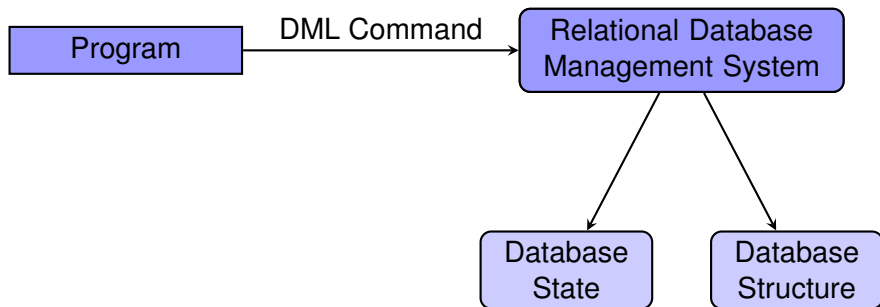 Program
DML Command
Relational Database
Management System
Database
State
Database
Structure